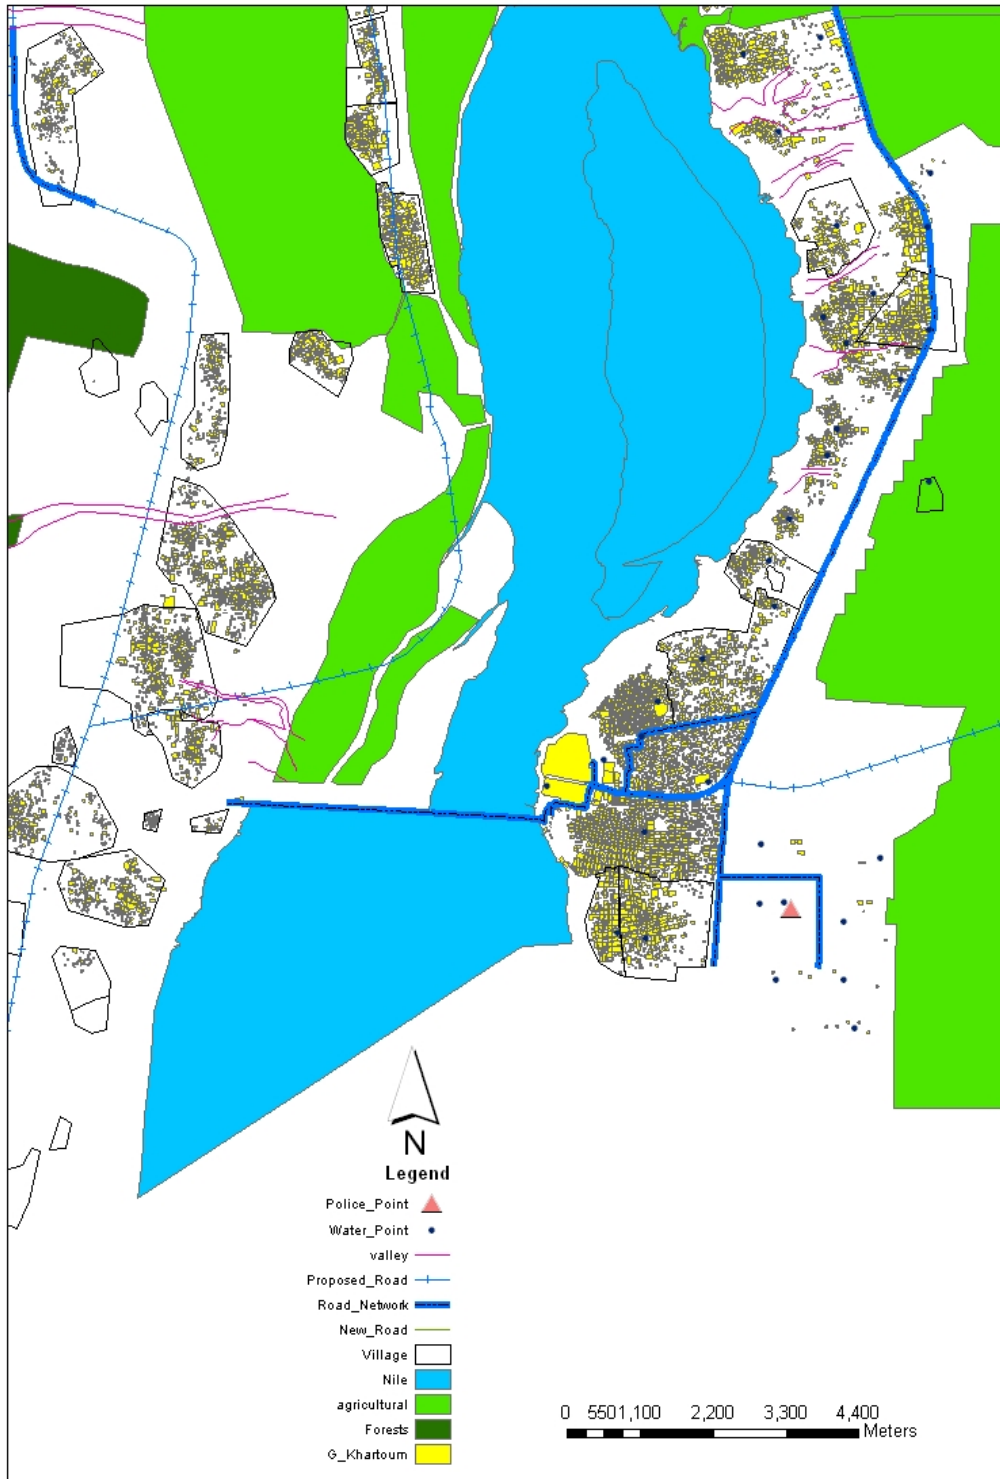 N
Legend
Police_Point
Water_Point
valley
Proposed_Road
Road_Network
New_Road
Village
Nile
agricultural
Forests
G_Khartoum
0 5501,100 2,200 3,300 4,400
Meters